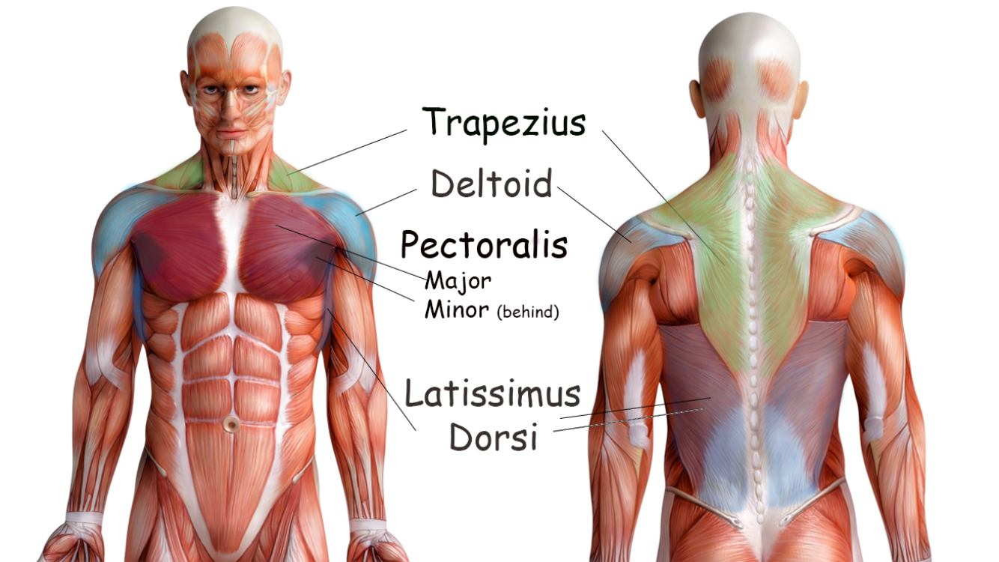 Trapezius
Deltoid
Pectoralis
Major
Minor (behind)
Latissimus
Dorsi